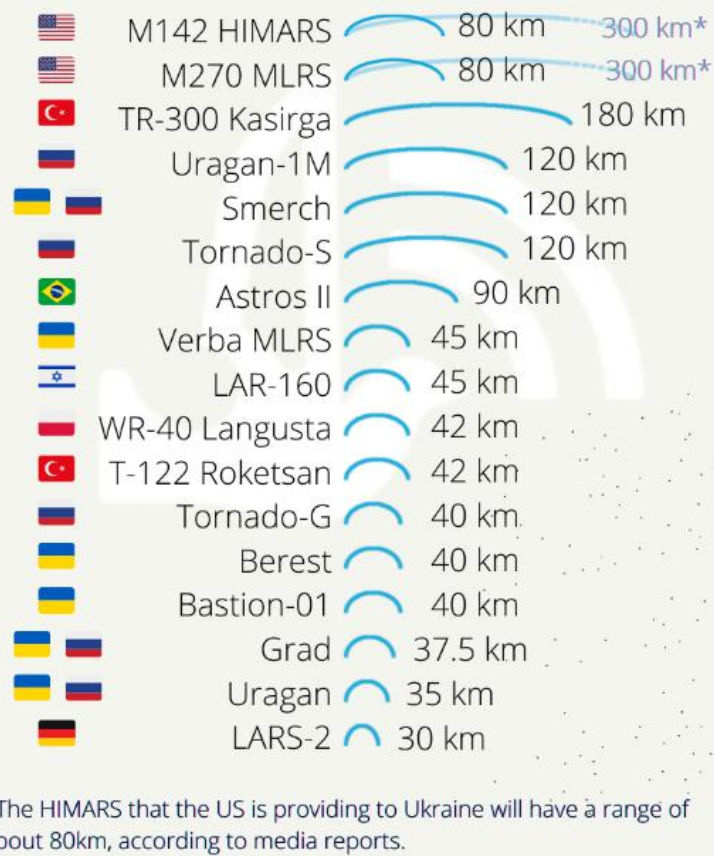 M142 HIMARS 80 km 300 km*
M270 MLRS 80 km 300 km*
TR-300 Kasirga 180 km
Uragan-1M 120 km
Smerch 120 km
Tornado-S 120 km
Astros II 90 km
Verba MLRS 45 km
LAR-160 45 km
WR-40 Langusta 42 km
T-122 Roketsan 42 km
Tornado-G 40 km
Berest 40 km
Bastion-01 40 km
Grad 37.5 km
Uragan 35 km
LARS-2 30 km
The HIMARS that the US is providing to Ukraine will have a range of
bout 80km, according to media reports.